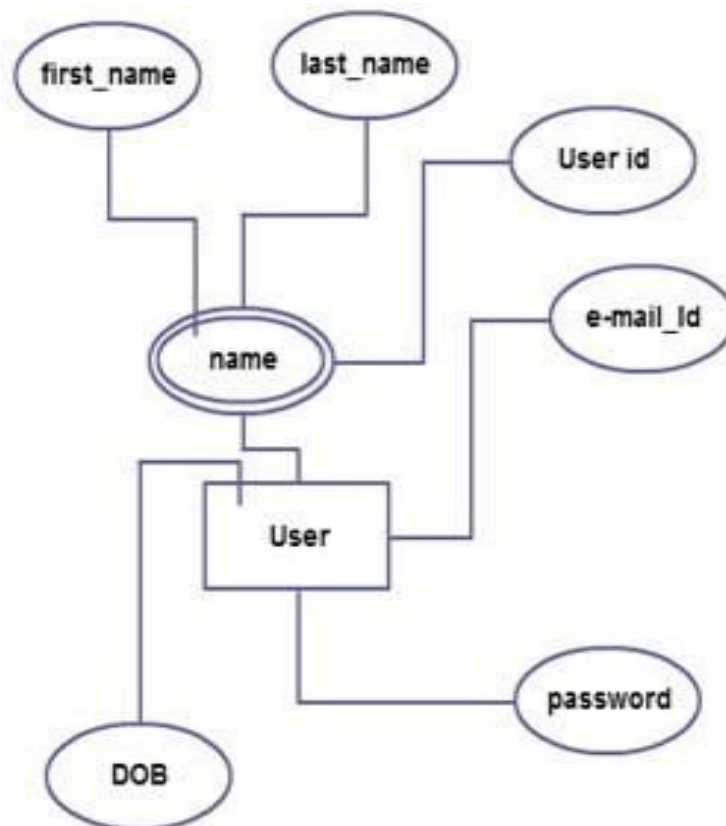 first_name
last_name
User id
e-mail_Id
name
User
password
DOB